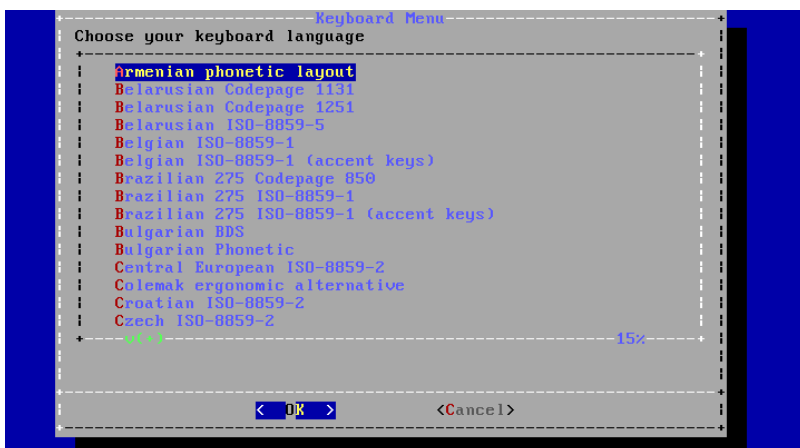 Keyboard Menu
Choose your keyboard language
Armenian phonetic layout
Belarusian Codepage 1131
Belarusian Codepage 1251
Belarusian ISO-8859-5
Belgian ISO-8859-1
Belgian ISO-8859-1 (accent keys)
Brazilian 275 Codepage 850
Brazilian 275 ISO-8859-1
Brazilian 275 ISO-8859-1 (accent keys)
Bulgarian BDS
Bulgarian Phonetic
Central European ISO-8859-2
Colemak ergonomic alternative
Croatian ISO-8859-2
Czech ISO-8859-2
v(+) 15%
< OK > <Cancel>